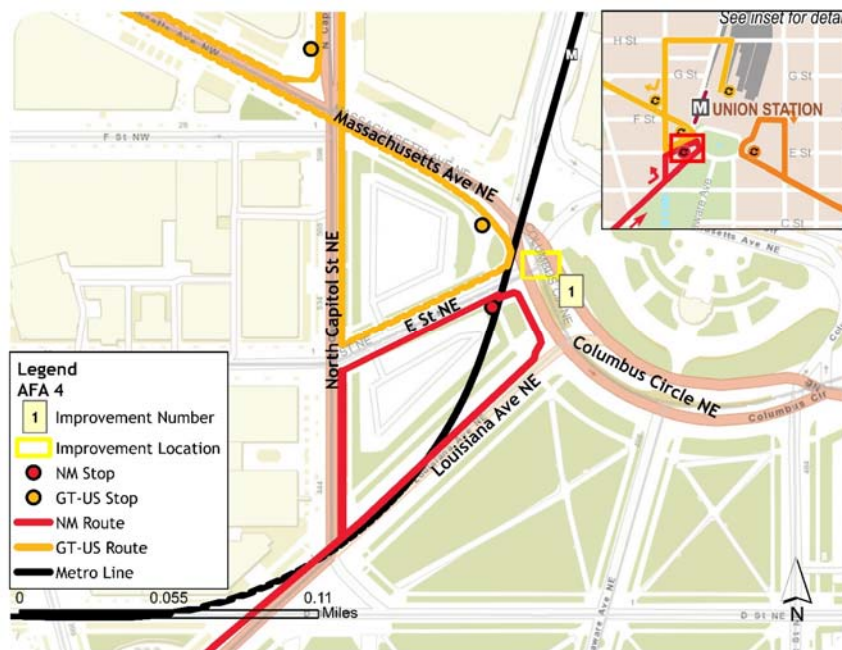 See inset for detai
H St
G St
G St
M UNION STATION
F St
E St
C St
Massachusetts Ave NE
F St NW
E St NE
North Capitol St NE
Louisiana Ave NE
Columbus Circle NE
Columbus Cir
1
M
D St NE
N
Legend
AFA 4
1 Improvement Number
Improvement Location
NM Stop
GT-US Stop
NM Route
GT-US Route
Metro Line
0 0.055 0.11
Miles